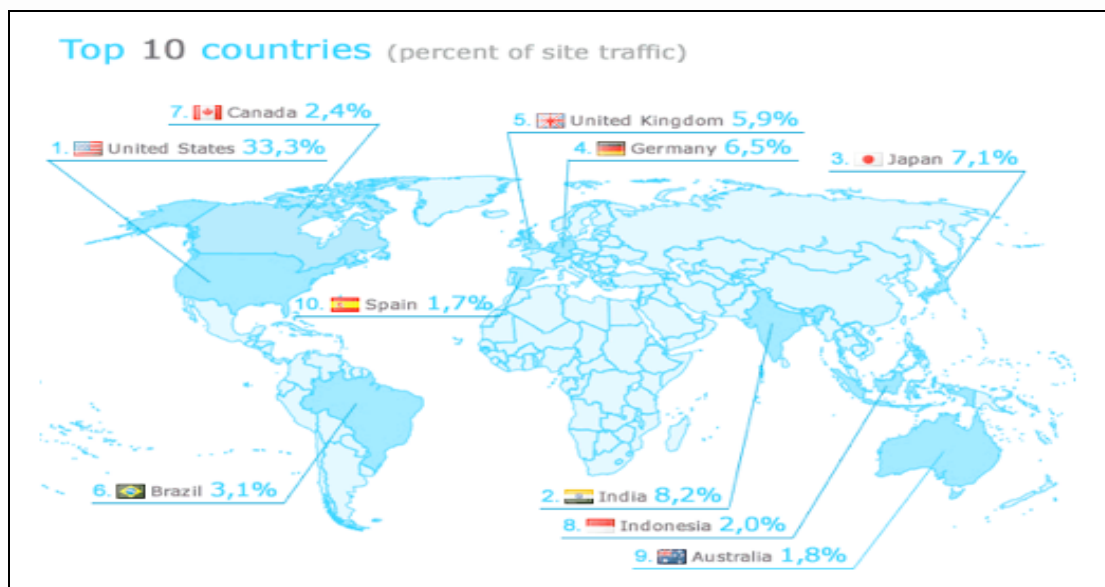 Top 10 countries (percent of site traffic)
7. Canada 2,4%
5. United Kingdom 5,9%
1. United States 33,3%
4. Germany 6,5%
3. Japan 7,1%
10. Spain 1,7%
6. Brazil 3,1%
2. India 8,2%
8. Indonesia 2,0%
9. Australia 1,8%